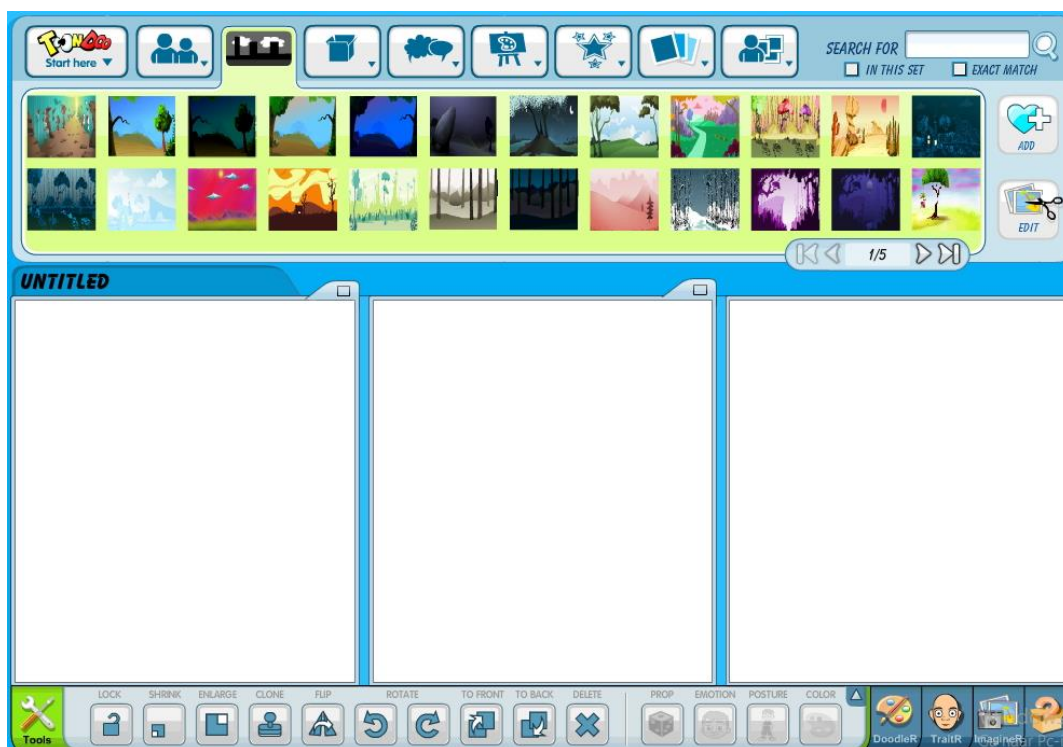 TOONDOO
Start here
SEARCH FOR
IN THIS SET
EXACT MATCH
ADD
EDIT
1/5
UNTITLED
LOCK SHRINK ENLARGE CLONE FLIP ROTATE TO FRONT TO BACK DELETE PROP EMOTION POSTURE COLOR
Tools
DoodleR TraitR ImagineR